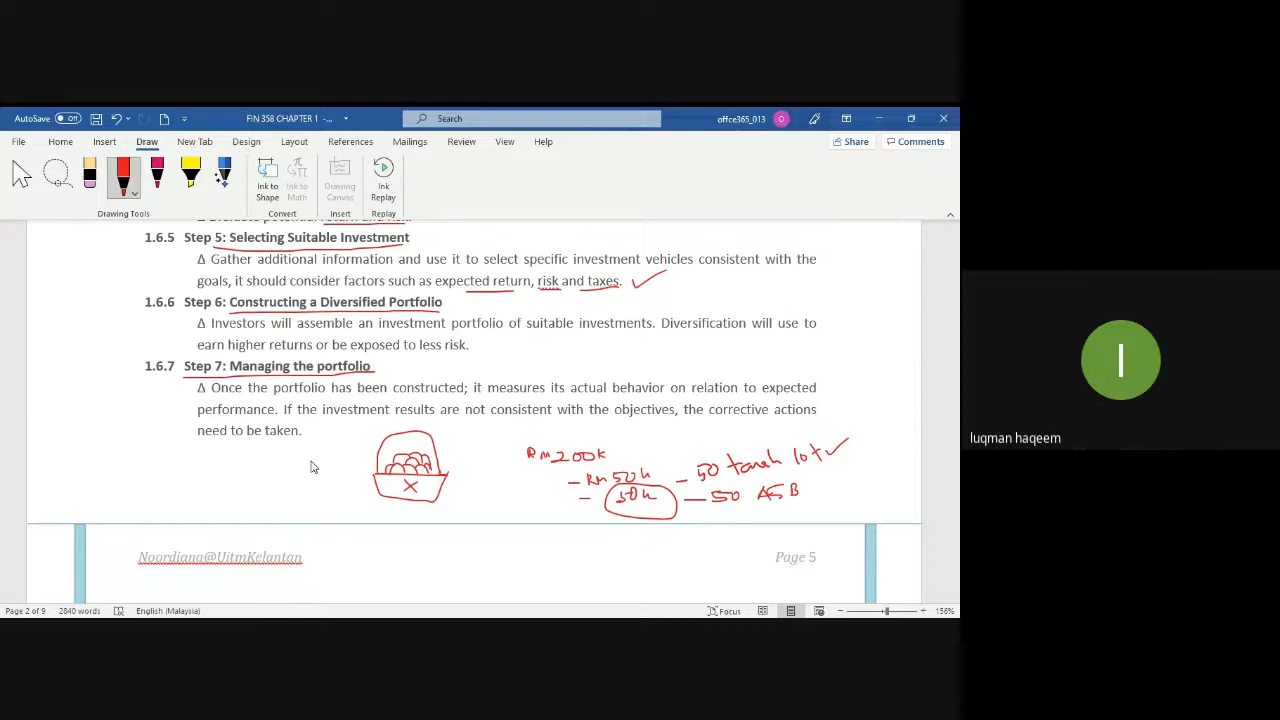 AutoSave Off FIN 358 CHAPTER 1 -... Search offce365_013 O
File Home Insert Draw New Tab Design Layout References Mailings Review View Help Share Comments
Ink to Shape Ink to Math Drawing Canvas Ink Replay
Drawing Tools Convert Insert Replay
1.6.5 Step 5: Selecting Suitable Investment
Δ Gather additional information and use it to select specific investment vehicles consistent with the
goals, it should consider factors such as expected return, risk and taxes.
1.6.6 Step 6: Constructing a Diversified Portfolio
Δ Investors will assemble an investment portfolio of suitable investments. Diversification will use to
earn higher returns or be exposed to less risk.
1.6.7 Step 7: Managing the portfolio
Δ Once the portfolio has been constructed; it measures its actual behavior on relation to expected
performance. If the investment results are not consistent with the objectives, the corrective actions
need to be taken.
Rm 200k
- Rm 50k - 50 tanah lot
- 50k - 50 ASB
Noordiana@UitmKelantan Page 5
Page 2 of 9 2840 words English (Malaysia) Focus 156%
I
luqman haqeem